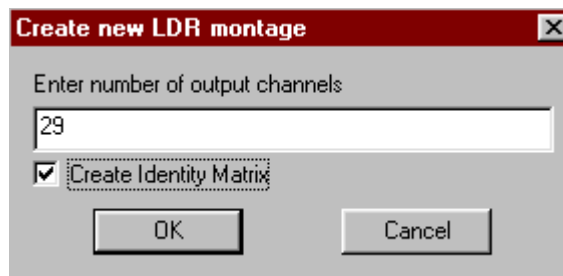 Create new LDR montage
Enter number of output channels
29
Create Identity Matrix
OK Cancel